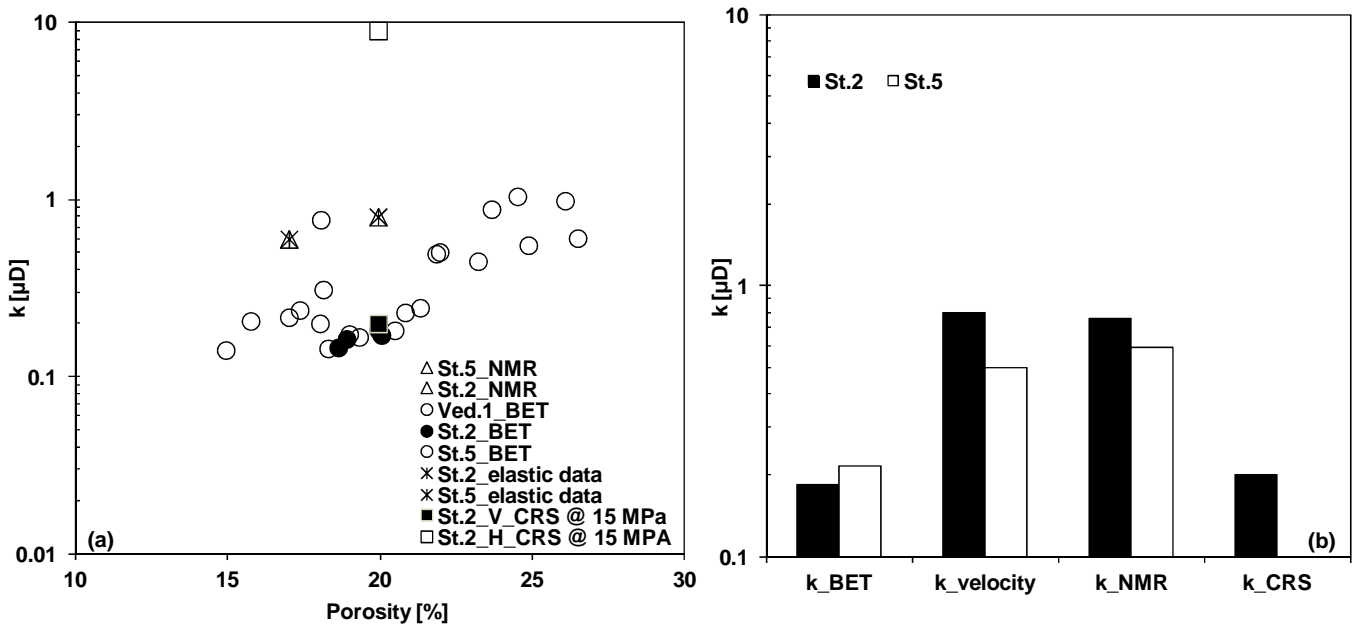 10
1
0.1
0.01
k [µD]
St.5_NMR
St.2_NMR
Ved.1_BET
St.2_BET
St.5_BET
St.2_elastic data
St.5_elastic data
St.2_V_CRS @ 15 MPa
St.2_H_CRS @ 15 MPA
(a)
10 15 20 25 30
Porosity [%]
10
1
0.1
k [µD]
St.2 St.5
(b)
k_BET k_velocity k_NMR k_CRS